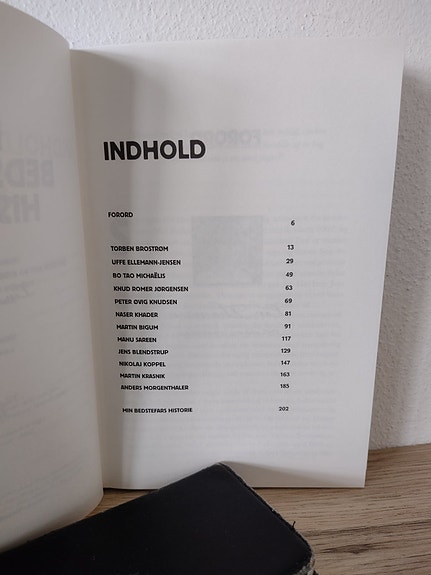 INDHOLD
FORORD 6
TORBEN BROSTRØM 13
UFFE ELLEMANN-JENSEN 29
BO TAO MICHAËLIS 49
KNUD ROMER JØRGENSEN 63
PETER ØVIG KNUDSEN 69
NASER KHADER 81
MARTIN BIGUM 91
MANU SAREEN 117
JENS BLENDSTRUP 129
NIKOLAJ KOPPEL 147
MARTIN KRASNIK 163
ANDERS MORGENTHALER 185
MIN BEDSTEFARS HISTORIE 202